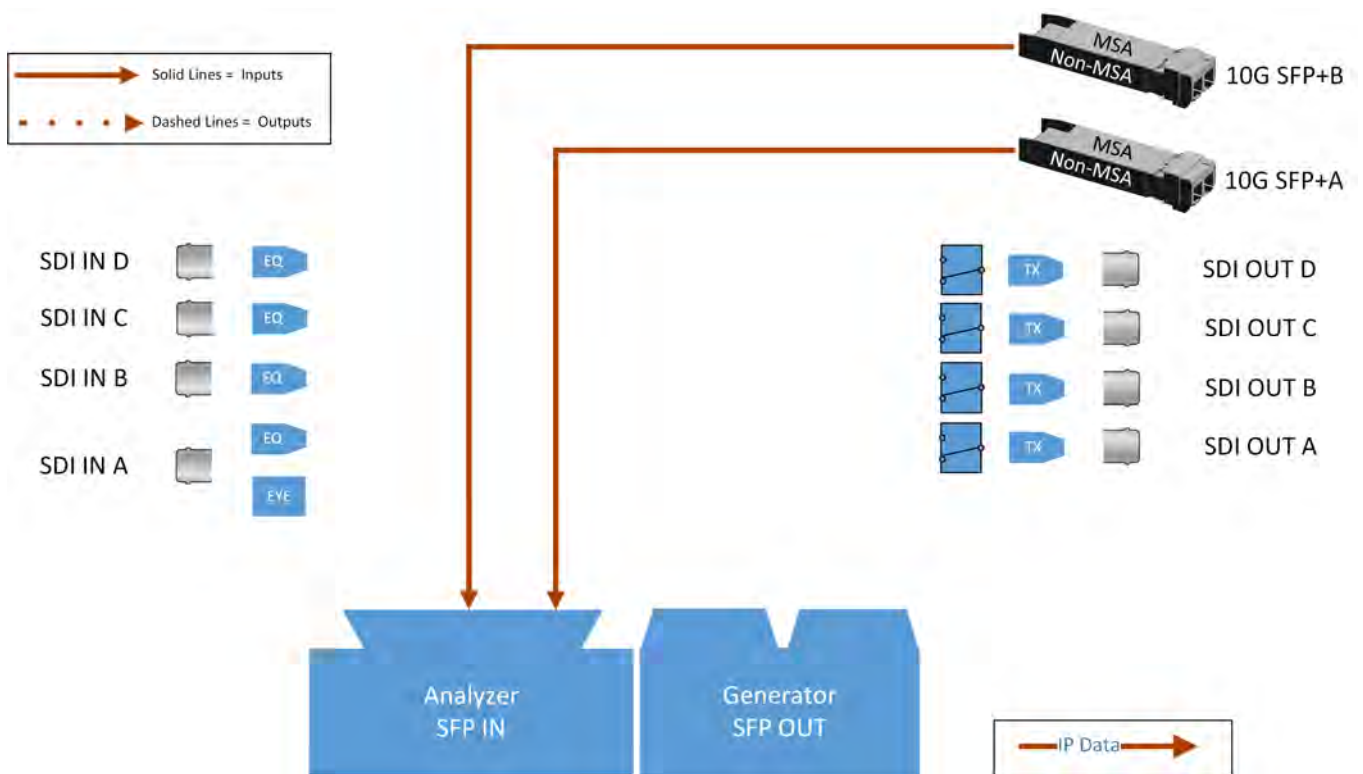 MSA
Non-MSA
10G SFP+B
Solid Lines = Inputs
Dashed Lines = Outputs
MSA
Non-MSA
10G SFP+A
SDI IN D
EQ
TX
SDI OUT D
SDI IN C
EQ
TX
SDI OUT C
SDI IN B
EQ
TX
SDI OUT B
EQ
SDI IN A
EYE
TX
SDI OUT A
Analyzer
SFP IN
Generator
SFP OUT
IP Data